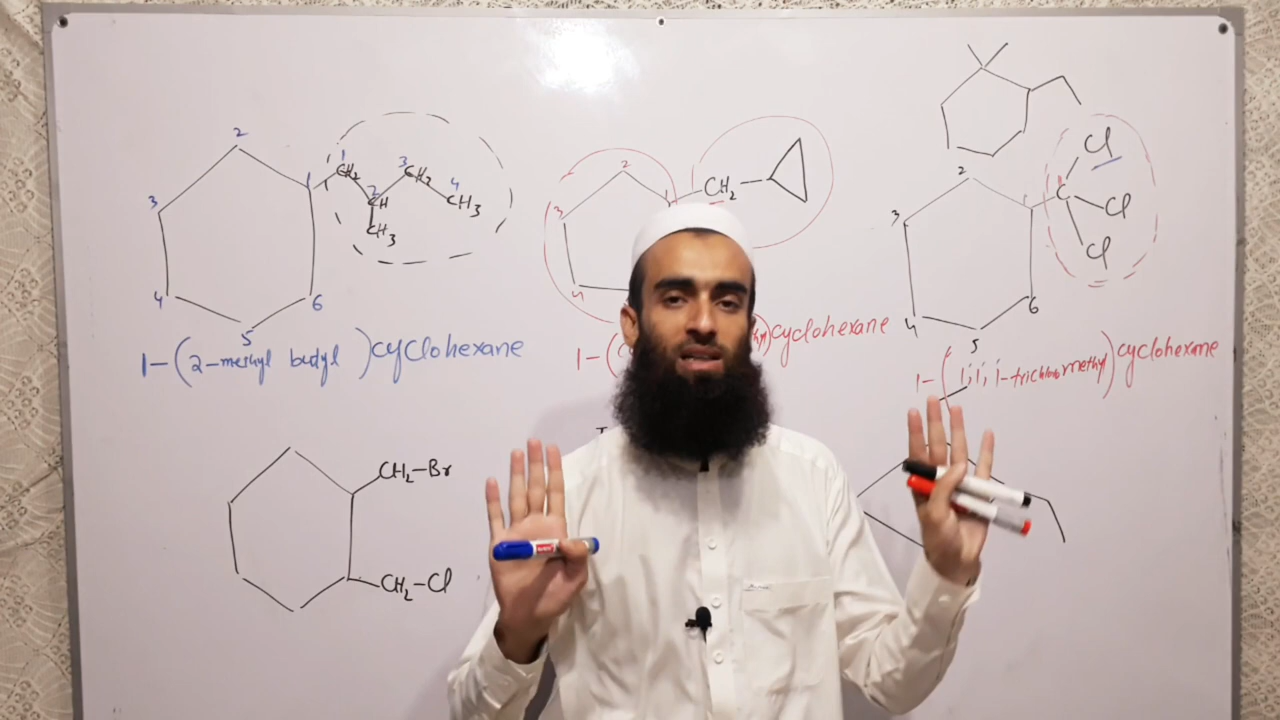 2
1
3
4
5
6
1
CH₂
2
CH
3
CH₂
4
CH₃
CH₃
1-(2-methyl butyl )cyclohexane
2
1
3
4
CH₂
1-(
)cyclohexane
2
1
3
4
5
6
C
Cl
Cl
Cl
1-(1',1',1'-trichloromethyl)cyclohexane
CH₂-Br
CH₂-Cl